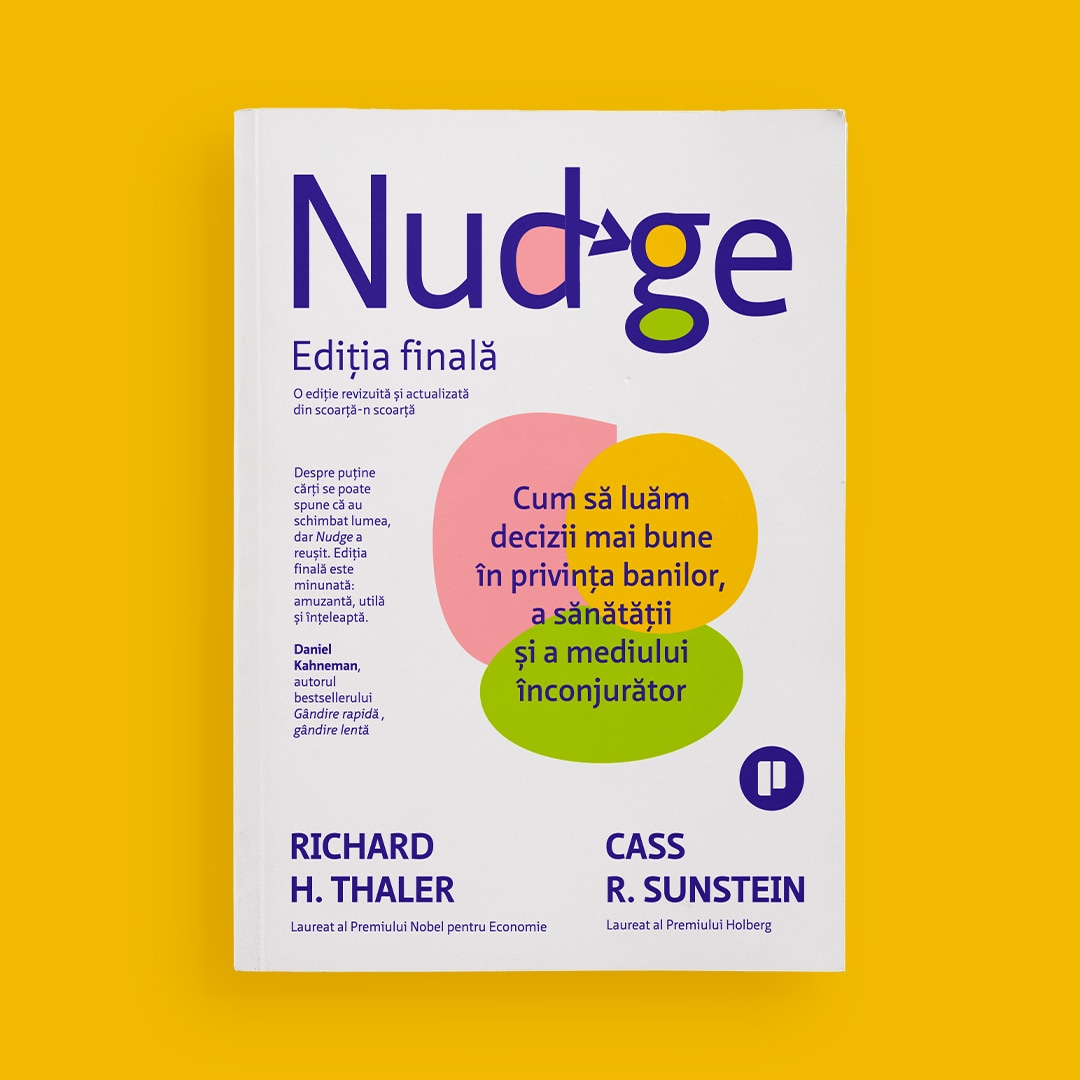 Nudge
Ediția finală
O ediție revizuită și actualizată
din scoarță-n scoarță
Despre puține
cărți se poate
spune că au
schimbat lumea,
dar Nudge a
reușit. Ediția
finală este
minunată:
amuzantă, utilă
și înțeleaptă.
Daniel
Kahneman,
autorul
bestsellerului
Gândire rapidă,
gândire lentă
Cum să luăm
decizii mai bune
în privința banilor,
a sănătății
și a mediului
înconjurător
RICHARD
H. THALER
Laureat al Premiului Nobel pentru Economie
CASS
R. SUNSTEIN
Laureat al Premiului Holberg